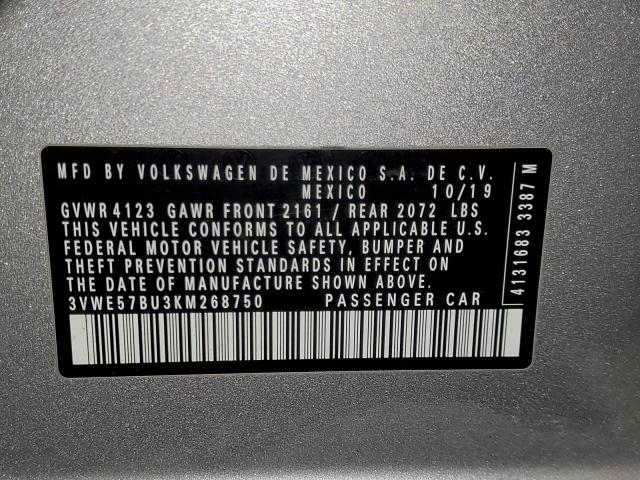 MFD BY VOLKSWAGEN DE MEXICO S.A. DE C.V.
MEXICO 10/19
GVWR 4123 GAWR FRONT 2161 / REAR 2072 LBS
THIS VEHICLE CONFORMS TO ALL APPLICABLE U.S.
FEDERAL MOTOR VEHICLE SAFETY, BUMPER AND
THEFT PREVENTION STANDARDS IN EFFECT ON
THE DATE OF MANUFACTURE SHOWN ABOVE.
3VWE57BU3KM268750 PASSENGER CAR
4131683 3387 M